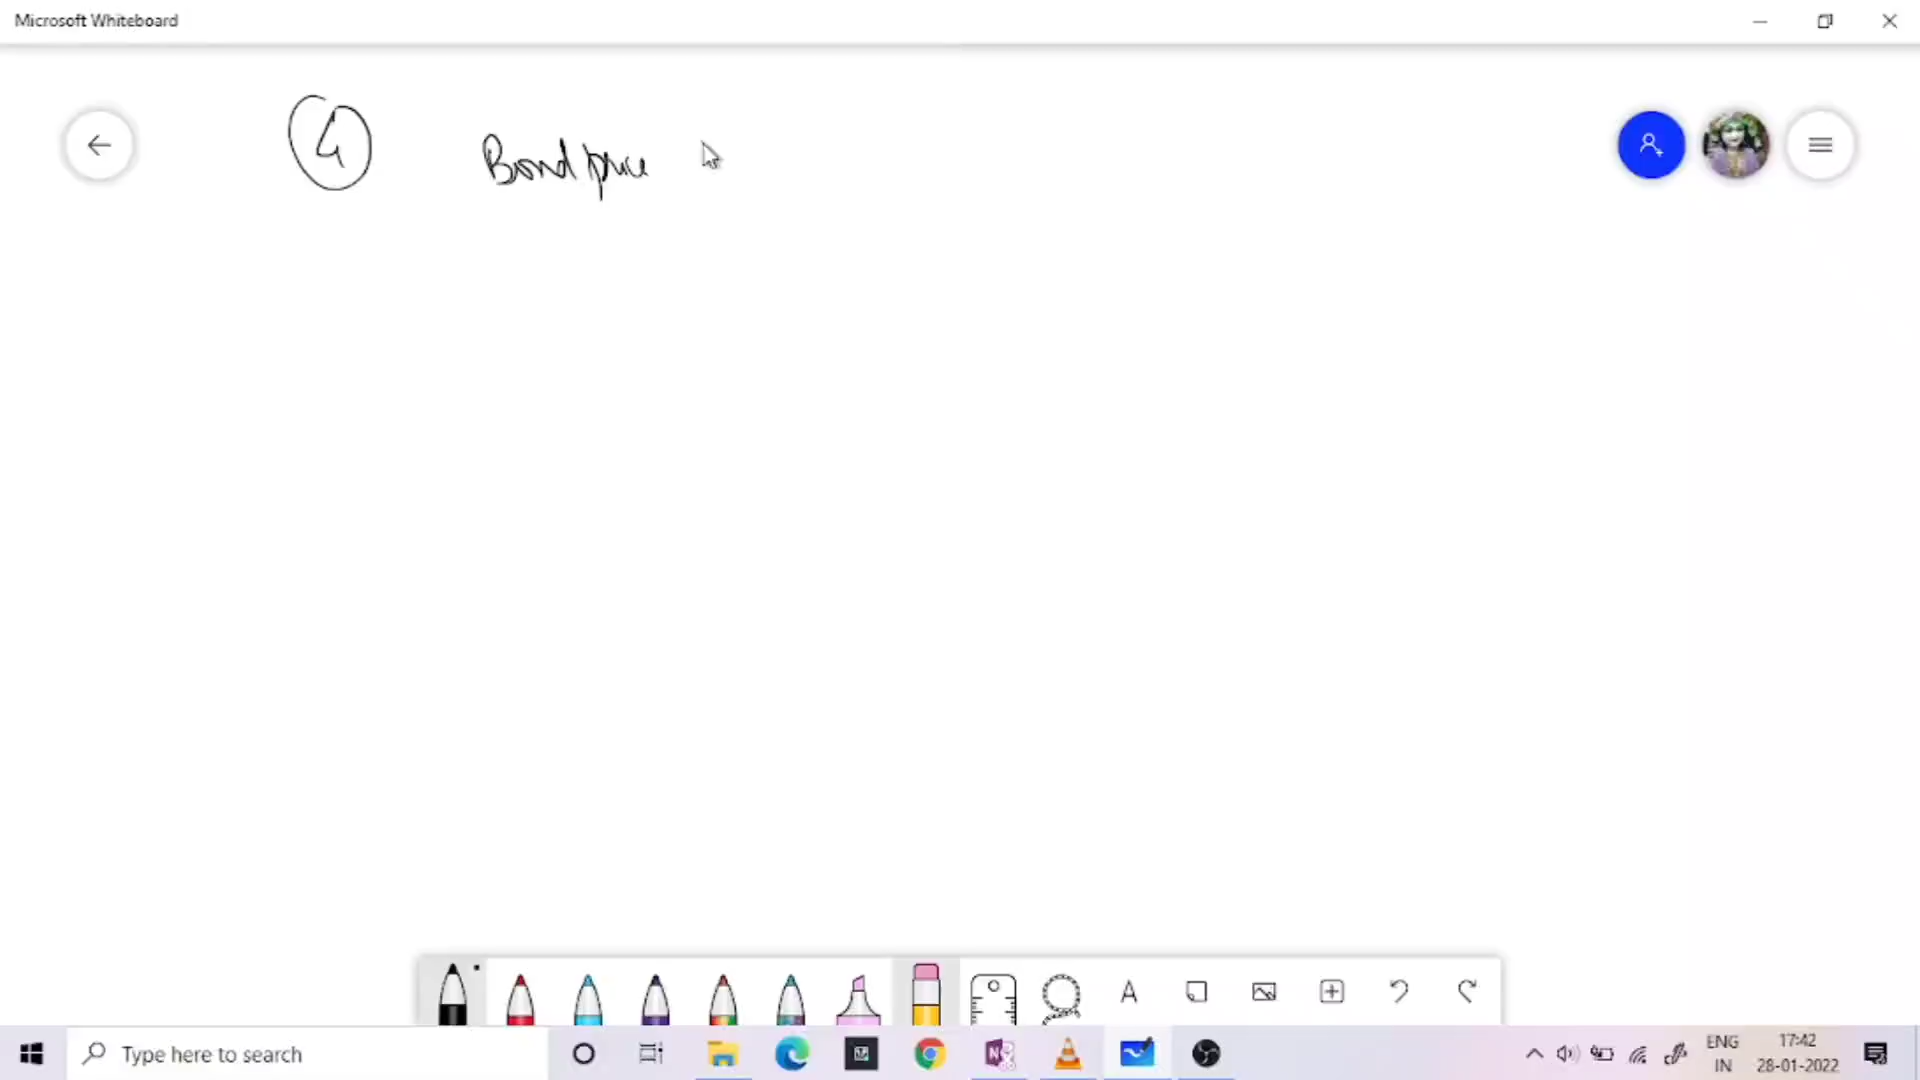 Microsoft Whiteboard
4 Bond price
Type here to search
ENG
IN
17:42
28-01-2022